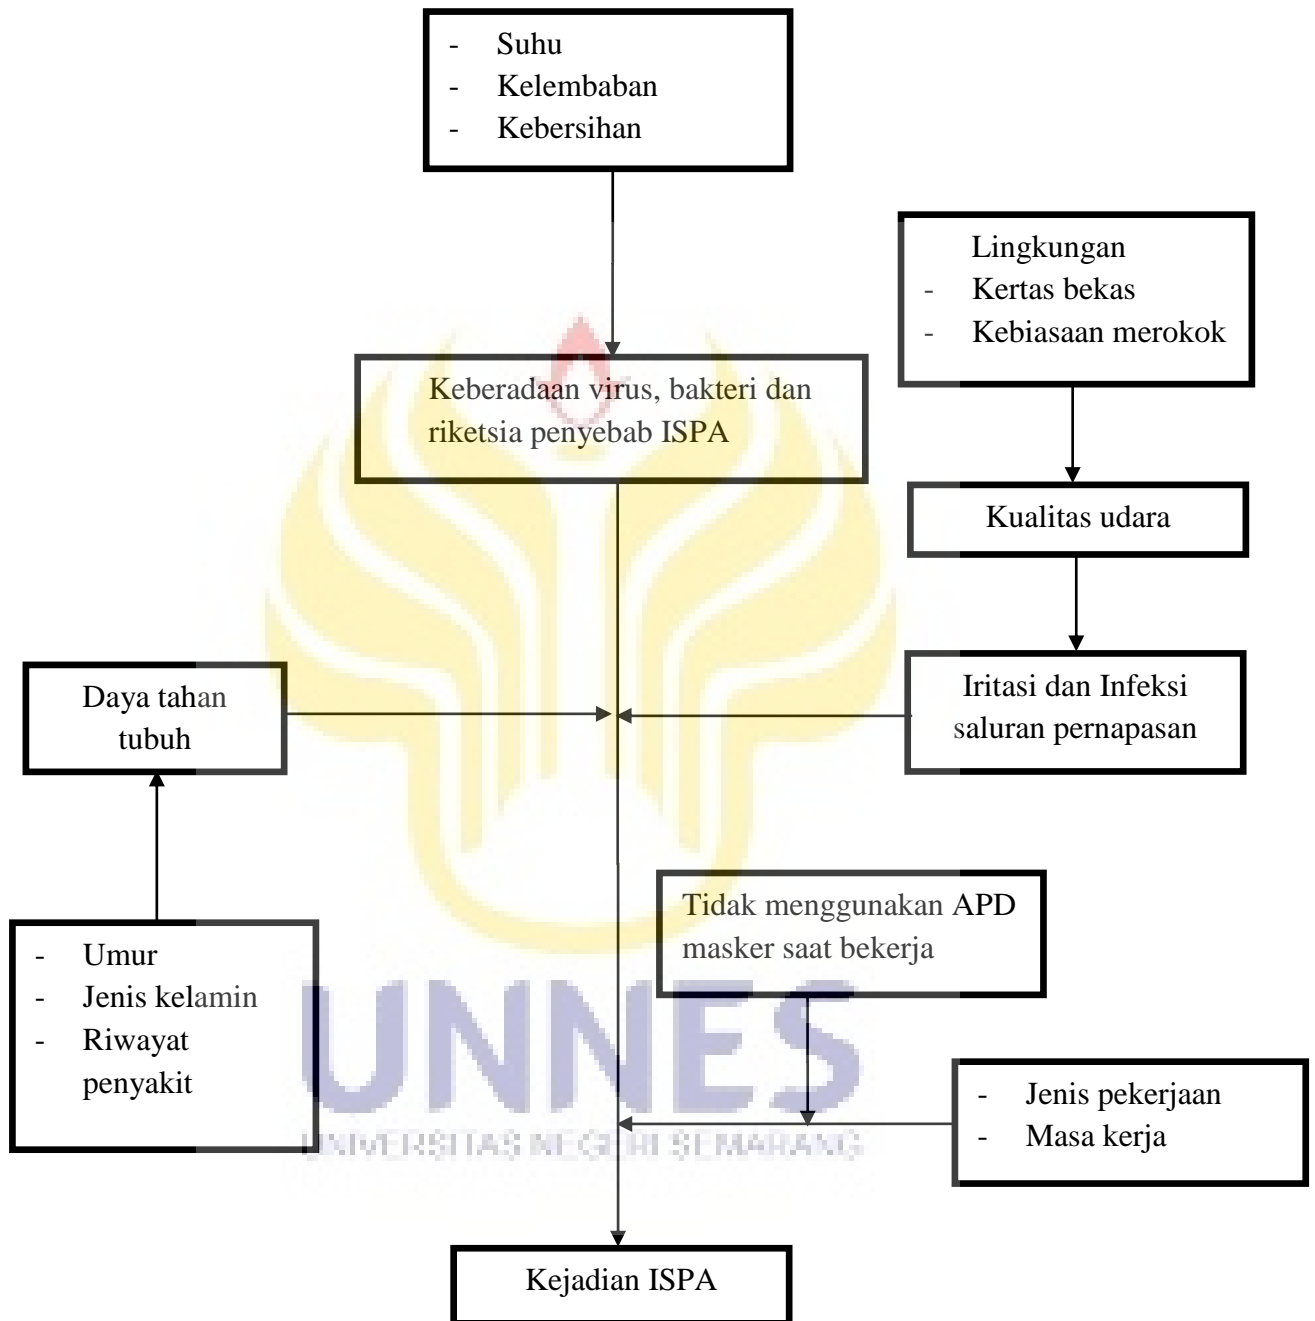 - Suhu
- Kelembaban
- Kebersihan
Lingkungan
- Kertas bekas
- Kebiasaan merokok
Keberadaan virus, bakteri dan
riketsia penyebab ISPA
Kualitas udara
Daya tahan
tubuh
Iritasi dan Infeksi
saluran pernapasan
Tidak menggunakan APD
masker saat bekerja
- Umur
- Jenis kelamin
- Riwayat
penyakit
UNNES
UNIVERSITAS NEGERI SEMARANG
- Jenis pekerjaan
- Masa kerja
Kejadian ISPA